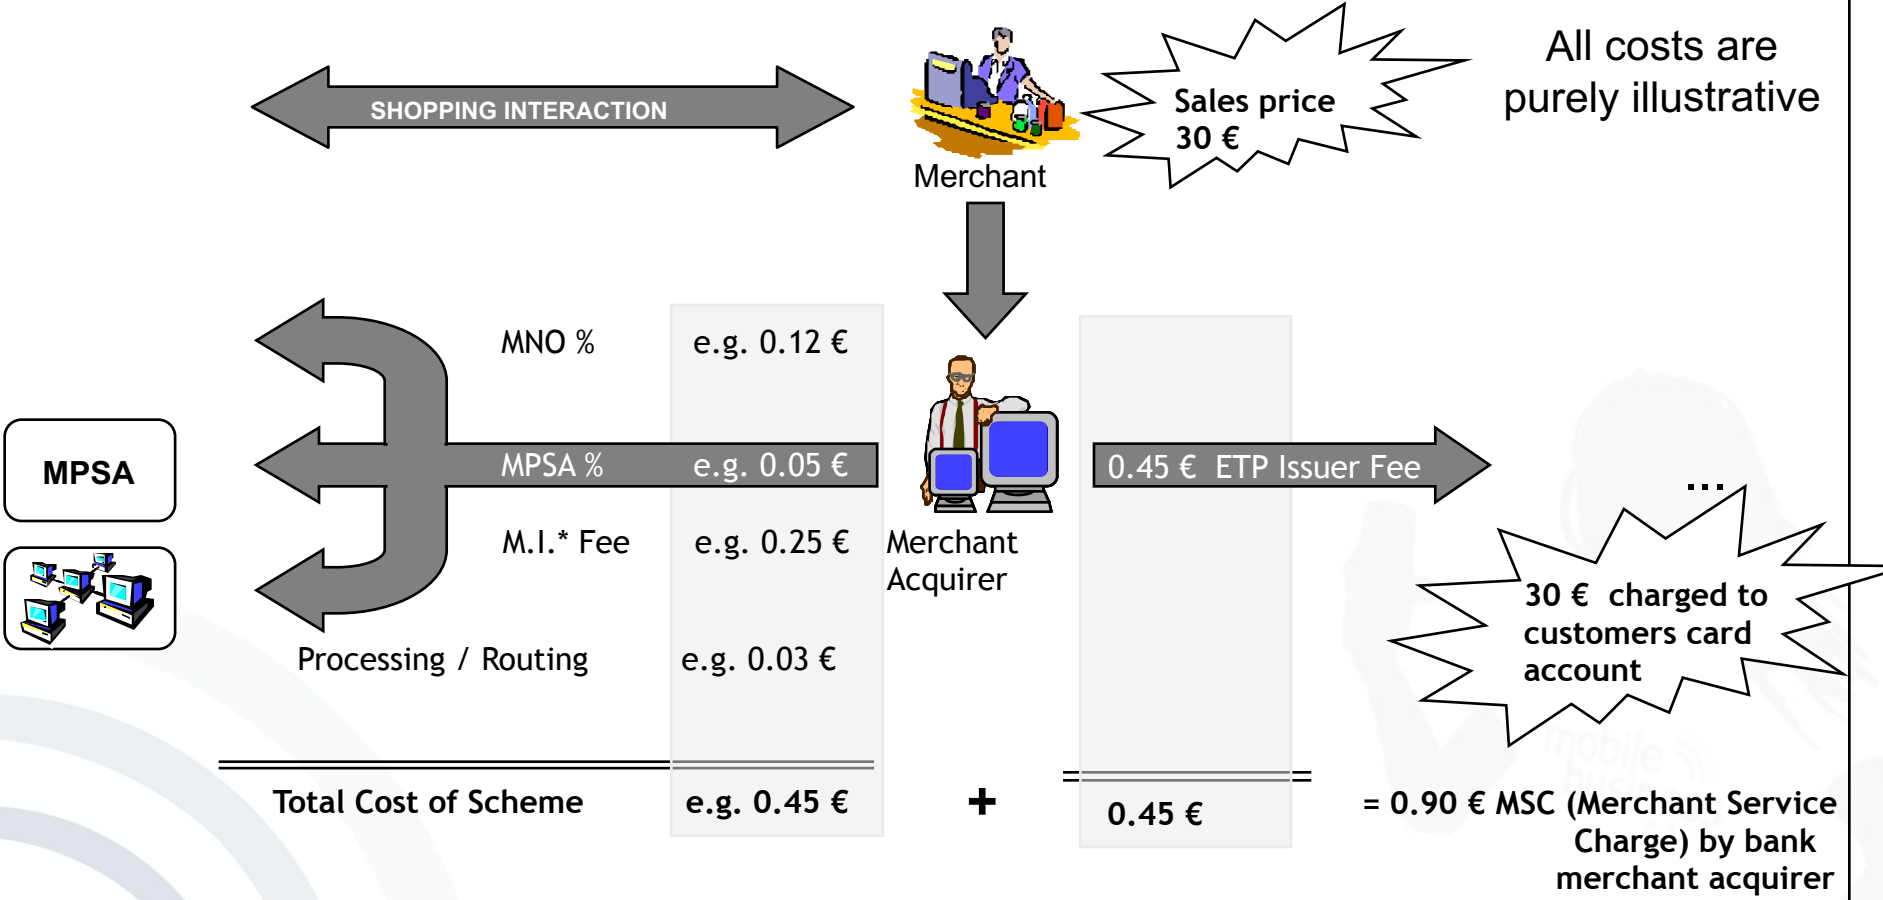 All costs are
purely illustrative
SHOPPING INTERACTION
Sales price
30 €
Merchant
MNO % e.g. 0.12 €
MPSA
MPSA % e.g. 0.05 €
0.45 € ETP Issuer Fee
...
M.I.* Fee e.g. 0.25 €
Merchant
Acquirer
30 € charged to
customers card
account
Processing / Routing e.g. 0.03 €
mobile
business
Total Cost of Scheme e.g. 0.45 € + 0.45 €
= 0.90 € MSC (Merchant Service
Charge) by bank
merchant acquirer